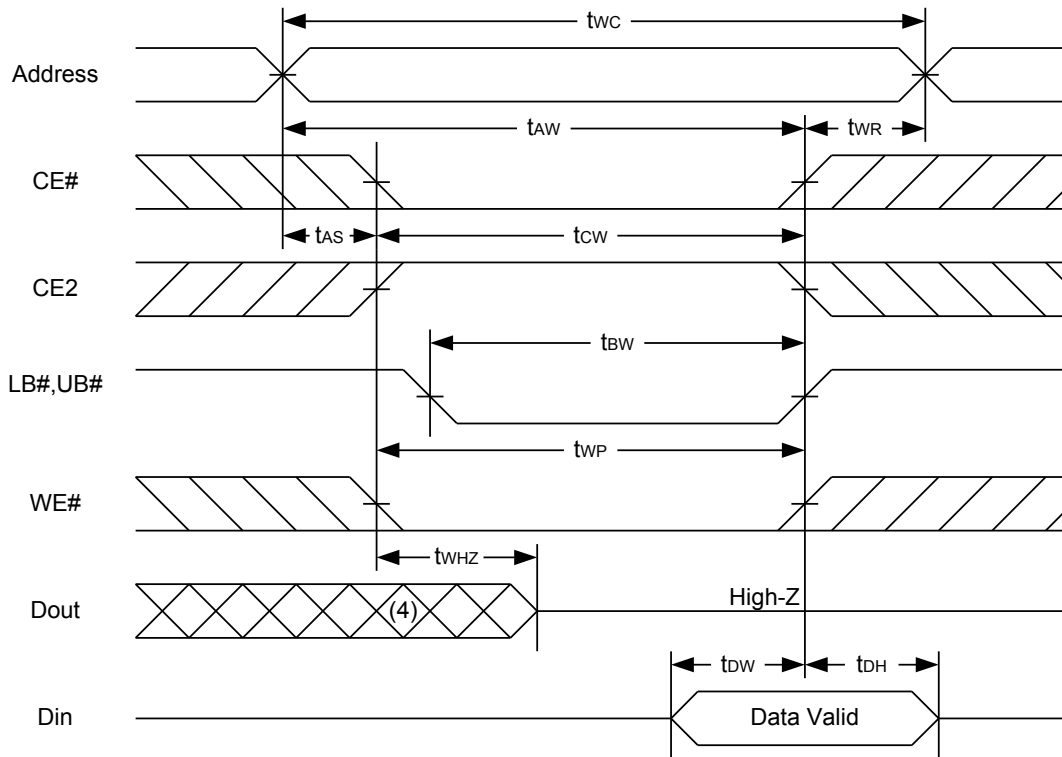 tWC
Address
tAW
tWR
CE#
tAS
tCW
CE2
tBW
LB#,UB#
tWP
WE#
tWHZ
Dout
(4)
High-Z
tDW
tDH
Din
Data Valid